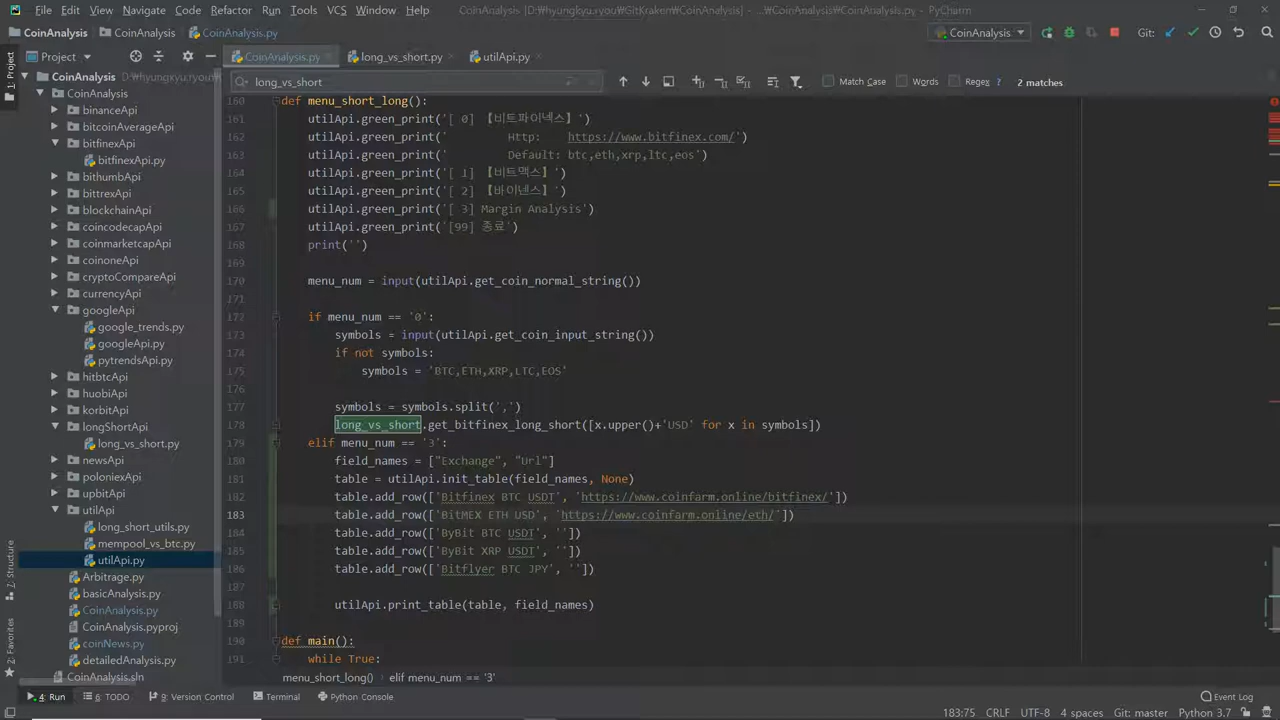 File Edit View Navigate Code Refactor Run Tools VCS Window Help CoinAnalysis [D:₩hyungkyu.ryou₩GitKraken₩CoinAnalysis] - ...₩CoinAnalysis₩CoinAnalysis.py - PyCharm
CoinAnalysis CoinAnalysis CoinAnalysis.py CoinAnalysis Git:
Project CoinAnalysis.py long_short.py utilApi.py
long_vs_short Match Case Words Regex ? 2 matches
1: Project
7: Structure
2: Favorites
CoinAnalysis D:₩hyungkyu.ryou₩
CoinAnalysis
binanceApi
bitcoinAverageApi
bitfinexApi
bitfinexApi.py
bithumbApi
bittrexApi
blockchainApi
coincodecapApi
coinmarketcapApi
coinoneApi
cryptoCompareApi
currencyApi
googleApi
google_trends.py
googleApi.py
pytrendsApi.py
hitbtcApi
huobiApi
korbitApi
longShortApi
long_vs_short.py
newsApi
poloniexApi
upbitApi
utilApi
long_short_utils.py
mempool_vs_btc.py
utilApi.py
Arbitrage.py
basicAnalysis.py
CoinAnalysis.py
CoinAnalysis.pyproj
coinNews.py
detailedAnalysis.py
CoinAnalysis.sln
160 def menu_short_long():
161 utilApi.green_print('[ 0] 【비트파이넥스】')
162 utilApi.green_print(' Http: https://www.bitfinex.com/')
163 utilApi.green_print(' Default: btc,eth,xrp,ltc,eos')
164 utilApi.green_print('[ 1] 【비트멕스】')
165 utilApi.green_print('[ 2] 【바이낸스】')
166 utilApi.green_print('[ 3] Margin Analysis')
167 utilApi.green_print('[99] 종료')
168 print('')
169
170 menu_num = input(utilApi.get_coin_normal_string())
171
172 if menu_num == '0':
173 symbols = input(utilApi.get_coin_input_string())
174 if not symbols:
175 symbols = 'BTC,ETH,XRP,LTC,EOS'
176
177 symbols = symbols.split(',')
178 long_vs_short.get_bitfinex_long_short([x.upper()+'USD' for x in symbols])
179 elif menu_num == '3':
180 field_names = ["Exchange", "Url"]
181 table = utilApi.init_table(field_names, None)
182 table.add_row(['Bitfinex BTC USDT', 'https://www.coinfarm.online/bitfinex/'])
183 table.add_row(['BitMEX ETH USD', 'https://www.coinfarm.online/eth/'])
184 table.add_row(['ByBit BTC USDT', ''])
185 table.add_row(['ByBit XRP USDT', ''])
186 table.add_row(['Bitflyer BTC JPY', ''])
187
188 utilApi.print_table(table, field_names)
189
190 def main():
191 while True:
menu_short_long() elif menu_num == '3'
4: Run 6: TODO 9: Version Control Terminal Python Console Event Log
183:75 CRLF UTF-8 4 spaces Git: master Python 3.7